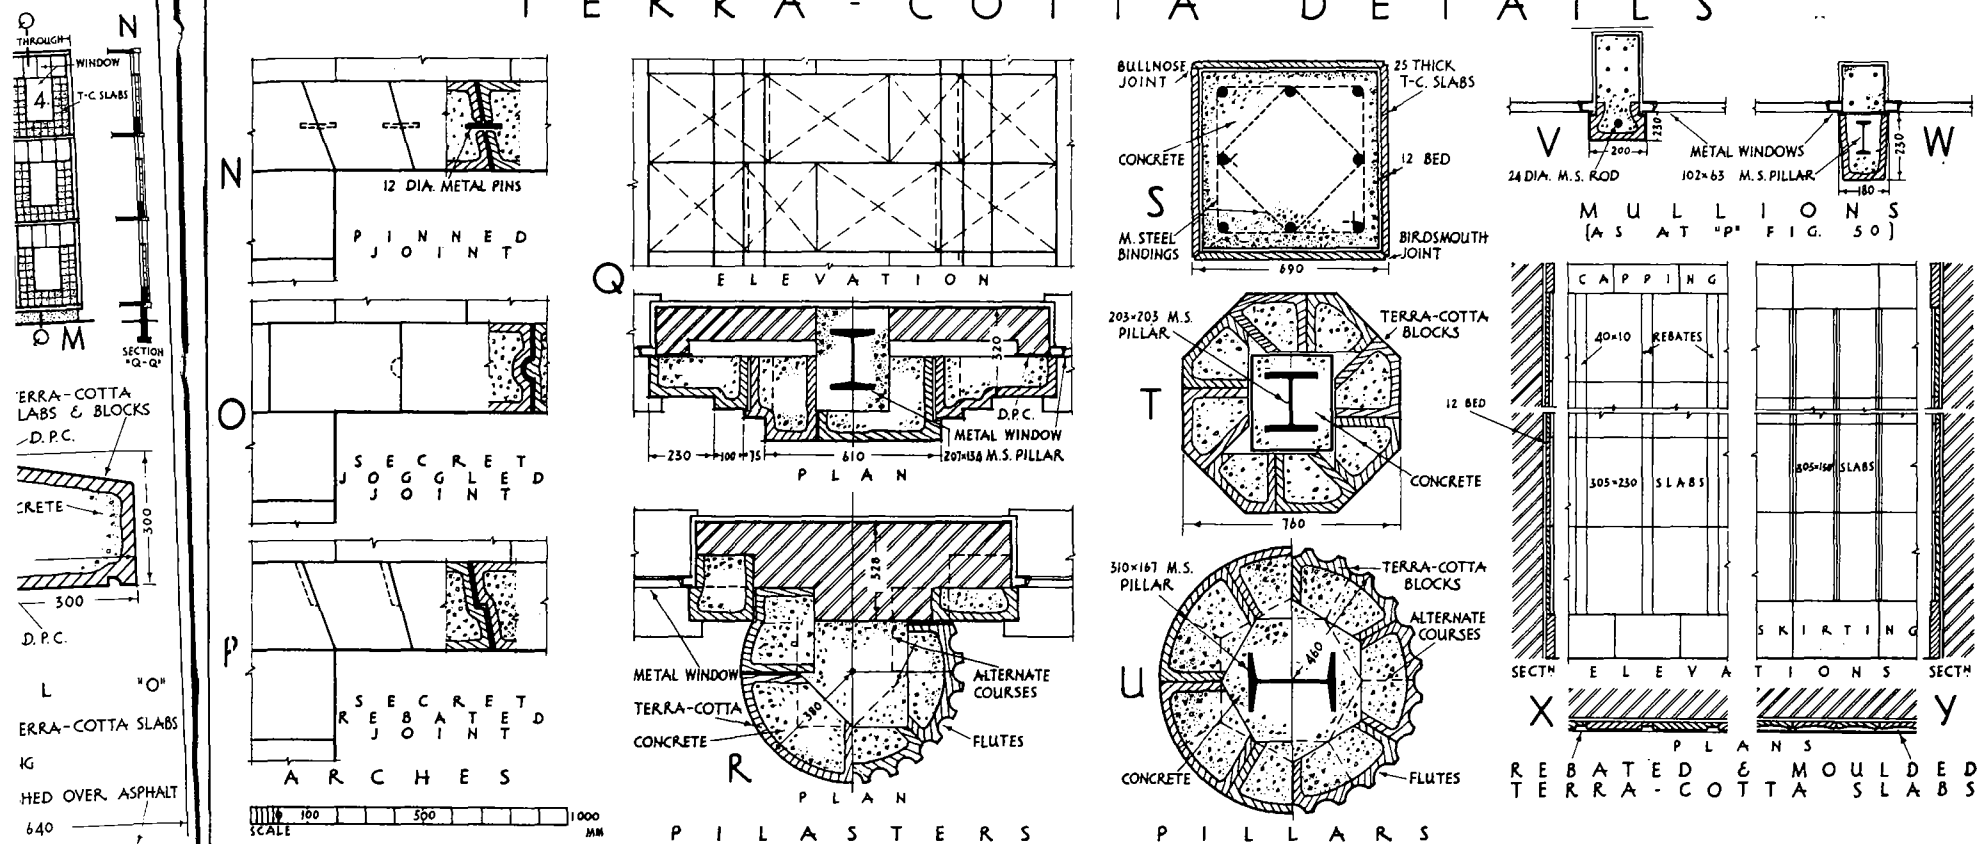 TERRA-COTTA DETAILS
Q
THROUGH
N
WINDOW
4
T-C. SLABS
Q
M
SECTION
"Q-Q"
ERRA-COTTA
LABS & BLOCKS
D.P.C.
CRETE
300
300
D.P.C.
L
"O"
ERRA-COTTA SLABS
HED OVER ASPHALT
640
N
12 DIA. METAL PINS
PINNED
JOINT
O
SECRET
JOGGLED
JOINT
P
SECRET
REBATED
JOINT
ARCHES
100
500
1000
SCALE
MM
Q
ELEVATION
320
D.P.C.
METAL WINDOW
230
100
75
610
207×134 M.S. PILLAR
PLAN
328
METAL WINDOW
TERRA-COTTA
CONCRETE
380
ALTERNATE
COURSES
FLUTES
R
PLAN
PILASTERS
BULLNOSE
JOINT
25 THICK
T-C. SLABS
CONCRETE
12 BED
S
M. STEEL
BINDINGS
BIRDSMOUTH
JOINT
690
203×203 M.S.
PILLAR
TERRA-COTTA
BLOCKS
T
CONCRETE
760
310×167 M.S.
PILLAR
TERRA-COTTA
BLOCKS
ALTERNATE
COURSES
460
U
CONCRETE
FLUTES
PILLARS
V
230
200
METAL WINDOWS
24 DIA. M.S. ROD
102×63 M.S. PILLAR
230
180
W
MULLIONS
[AS AT "P" FIG. 50]
CAPPING
40×10
REBATES
12 BED
305×230 SLABS
305×150 SLABS
SKIRTING
SECTN
ELEVATIONS
SECTN
X
Y
PLANS
REBATED & MOULDED
TERRA-COTTA SLABS